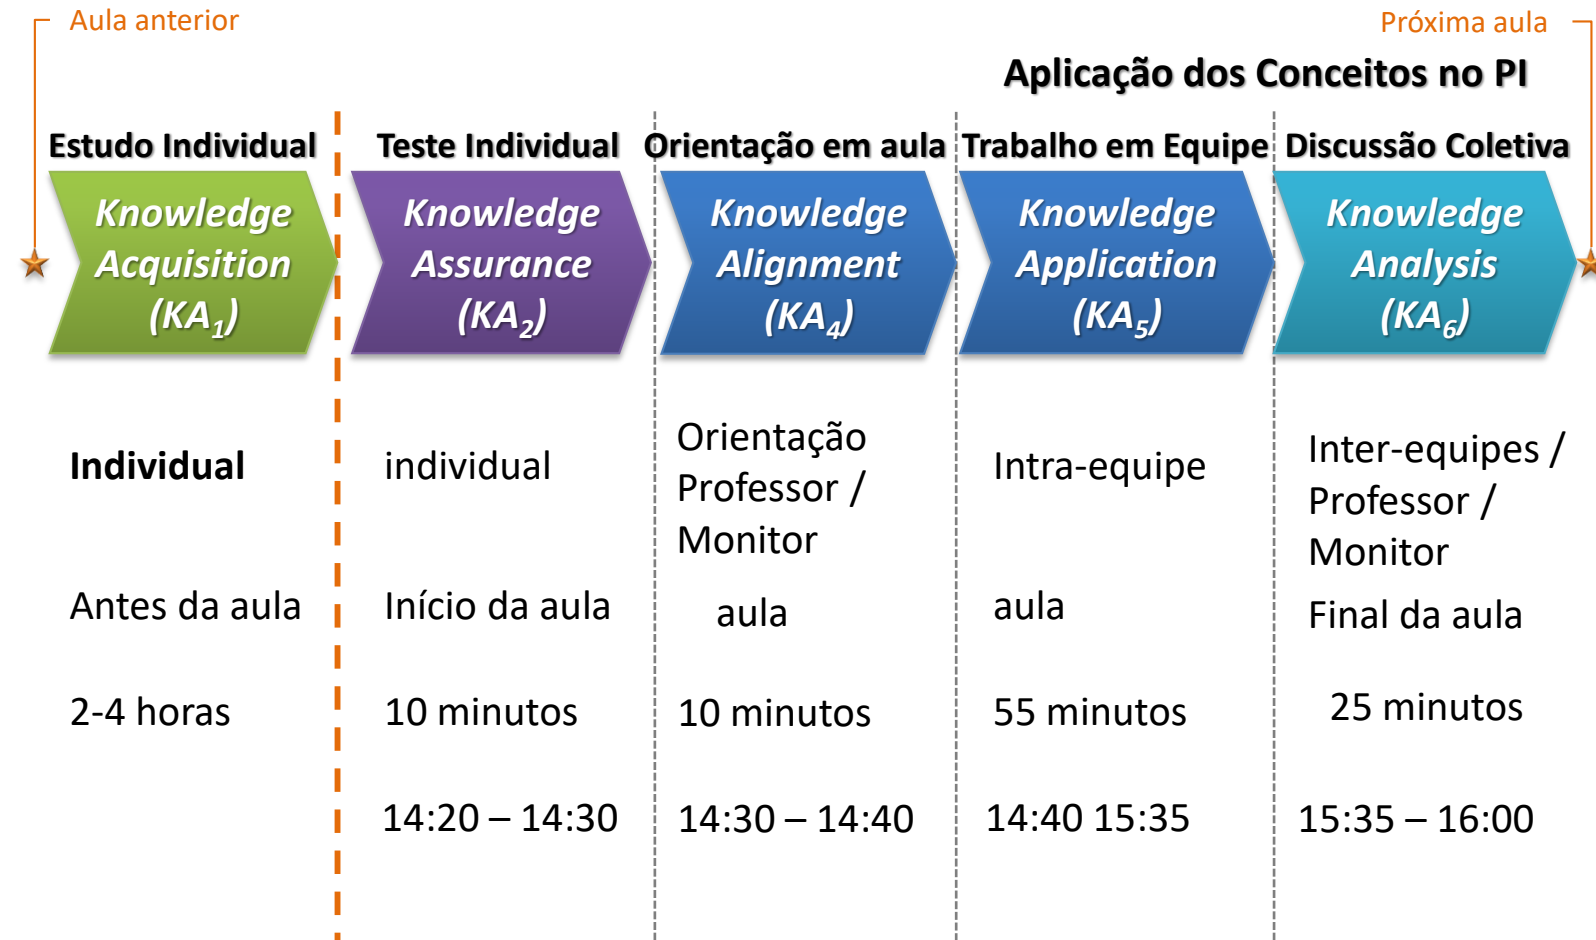 Aula anterior
Próxima aula
Aplicação dos Conceitos no PI
Estudo Individual
Teste Individual
Orientação em aula
Trabalho em Equipe
Discussão Coletiva
Knowledge
Acquisition
(KA₁)
Knowledge
Assurance
(KA₂)
Knowledge
Alignment
(KA₄)
Knowledge
Application
(KA₅)
Knowledge
Analysis
(KA₆)
Individual
individual
Orientação
Professor /
Monitor
Intra-equipe
Inter-equipes /
Professor /
Monitor
Antes da aula
Início da aula
aula
aula
Final da aula
2-4 horas
10 minutos
10 minutos
55 minutos
25 minutos
14:20 – 14:30
14:30 – 14:40
14:40 15:35
15:35 – 16:00